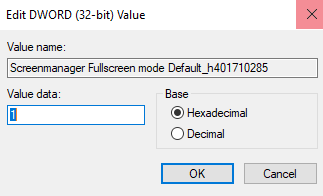 Edit DWORD (32-bit) Value
Value name:
Screenmanager Fullscreen mode Default_h401710285
Value data:
1
Base
Hexadecimal
Decimal
OK
Cancel